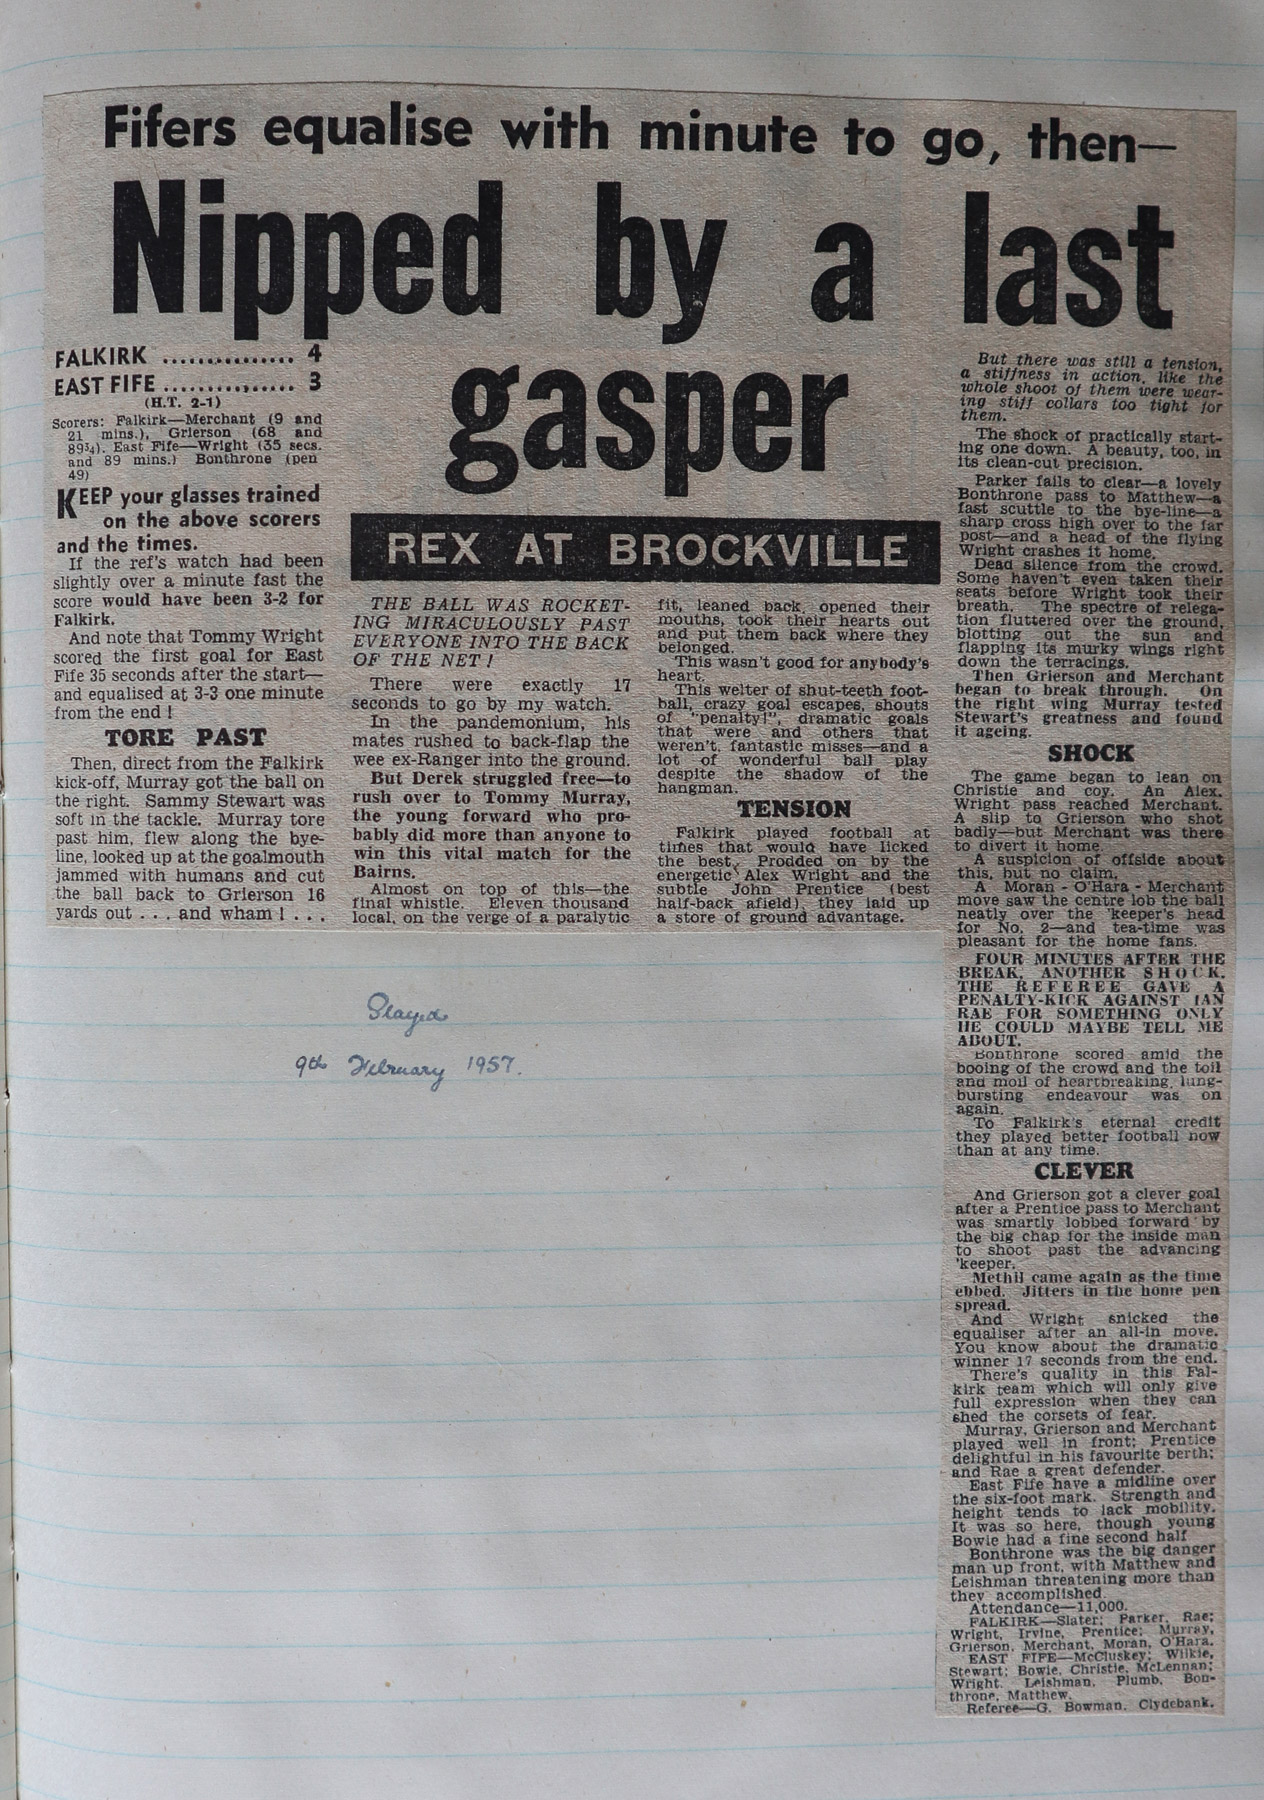 Fifers equalise with minute to go, then—
Nipped by a last
gasper
FALKIRK ............... 4
EAST FIFE ............... 3
(H.T. 2-1)
Scorers: Falkirk—Merchant (9 and
21 mins.), Grierson (68 and
89¾). East Fife—Wright (35 secs.
and 89 mins.) Bonthrone (pen
49)
KEEP your glasses trained
on the above scorers
and the times.
If the ref's watch had been
slightly over a minute fast the
score would have been 3-2 for
Falkirk.
And note that Tommy Wright
scored the first goal for East
Fife 35 seconds after the start—
and equalised at 3-3 one minute
from the end!
TORE PAST
Then, direct from the Falkirk
kick-off, Murray got the ball on
the right. Sammy Stewart was
soft in the tackle. Murray tore
past him, flew along the bye-
line, looked up at the goalmouth
jammed with humans and cut
the ball back to Grierson 16
yards out . . . and wham! . . .
REX AT BROCKVILLE
THE BALL WAS ROCKET-
ING MIRACULOUSLY PAST
EVERYONE INTO THE BACK
OF THE NET!
There were exactly 17
seconds to go by my watch.
In the pandemonium, his
mates rushed to back-flap the
wee ex-Ranger into the ground.
But Derek struggled free—to
rush over to Tommy Murray,
the young forward who pro-
bably did more than anyone to
win this vital match for the
Bairns.
Almost on top of this—the
final whistle. Eleven thousand
local, on the verge of a paralytic
fit, leaned back, opened their
mouths, took their hearts out
and put them back where they
belonged.
This wasn't good for anybody's
heart.
This welter of shut-teeth foot-
ball, crazy goal escapes, shouts
of "penalty!", dramatic goals
that were and others that
weren't, fantastic misses—and a
lot of wonderful ball play
despite the shadow of the
hangman.
TENSION
Falkirk played football at
times that would have licked
the best. Prodded on by the
energetic Alex Wright and the
subtle John Prentice (best
half-back afield), they laid up
a store of ground advantage.
But there was still a tension,
a stiffness in action, like the
whole shoot of them were wear-
ing stiff collars too tight for
them.
The shock of practically start-
ing one down. A beauty, too, in
its clean-cut precision.
Parker fails to clear—a lovely
Bonthrone pass to Matthew—a
fast scuttle to the bye-line—a
sharp cross high over to the far
post—and a head of the flying
Wright crashes it home.
Dead silence from the crowd.
Some haven't even taken their
seats before Wright took their
breath. The spectre of relega-
tion fluttered over the ground,
blotting out the sun and
flapping its murky wings right
down the terracings.
Then Grierson and Merchant
began to break through. On
the right wing Murray tested
Stewart's greatness and found
it ageing.
SHOCK
The game began to lean on
Christie and coy. An Alex.
Wright pass reached Merchant.
A slip to Grierson who shot
badly—but Merchant was there
to divert it home.
A suspicion of offside about
this, but no claim.
A Moran - O'Hara - Merchant
move saw the centre lob the ball
neatly over the 'keeper's head
for No. 2—and tea-time was
pleasant for the home fans.
FOUR MINUTES AFTER THE
BREAK, ANOTHER SHOCK.
THE REFEREE GAVE A
PENALTY-KICK AGAINST IAN
RAE FOR SOMETHING ONLY
HE COULD MAYBE TELL ME
ABOUT.
Bonthrone scored amid the
booing of the crowd and the toil
and moil of heartbreaking, lung-
bursting endeavour was on
again.
To Falkirk's eternal credit
they played better football now
than at any time.
CLEVER
And Grierson got a clever goal
after a Prentice pass to Merchant
was smartly lobbed forward by
the big chap for the inside man
to shoot past the advancing
'keeper.
Methil came again as the time
ebbed. Jitters in the home pen
spread.
And Wright snicked the
equaliser after an all-in move.
You know about the dramatic
winner 17 seconds from the end.
There's quality in this Fal-
kirk team which will only give
full expression when they can
shed the corsets of fear.
Murray, Grierson and Merchant
played well in front; Prentice
delightful in his favourite berth;
and Rae a great defender.
East Fife have a midline over
the six-foot mark. Strength and
height tends to lack mobility.
It was so here, though young
Bowie had a fine second half
Bonthrone was the big danger
man up front, with Matthew and
Leishman threatening more than
they accomplished.
Attendance—11,000.
FALKIRK—Slater; Parker, Rae;
Wright, Irvine, Prentice; Murray,
Grierson, Merchant, Moran, O'Hara.
EAST FIFE—McCluskey; Wilkie,
Stewart; Bowie, Christie, McLennan;
Wright, Leishman, Plumb, Bon-
throne, Matthew.
Referee—G. Bowman, Clydebank.
Played
9th February 1957.